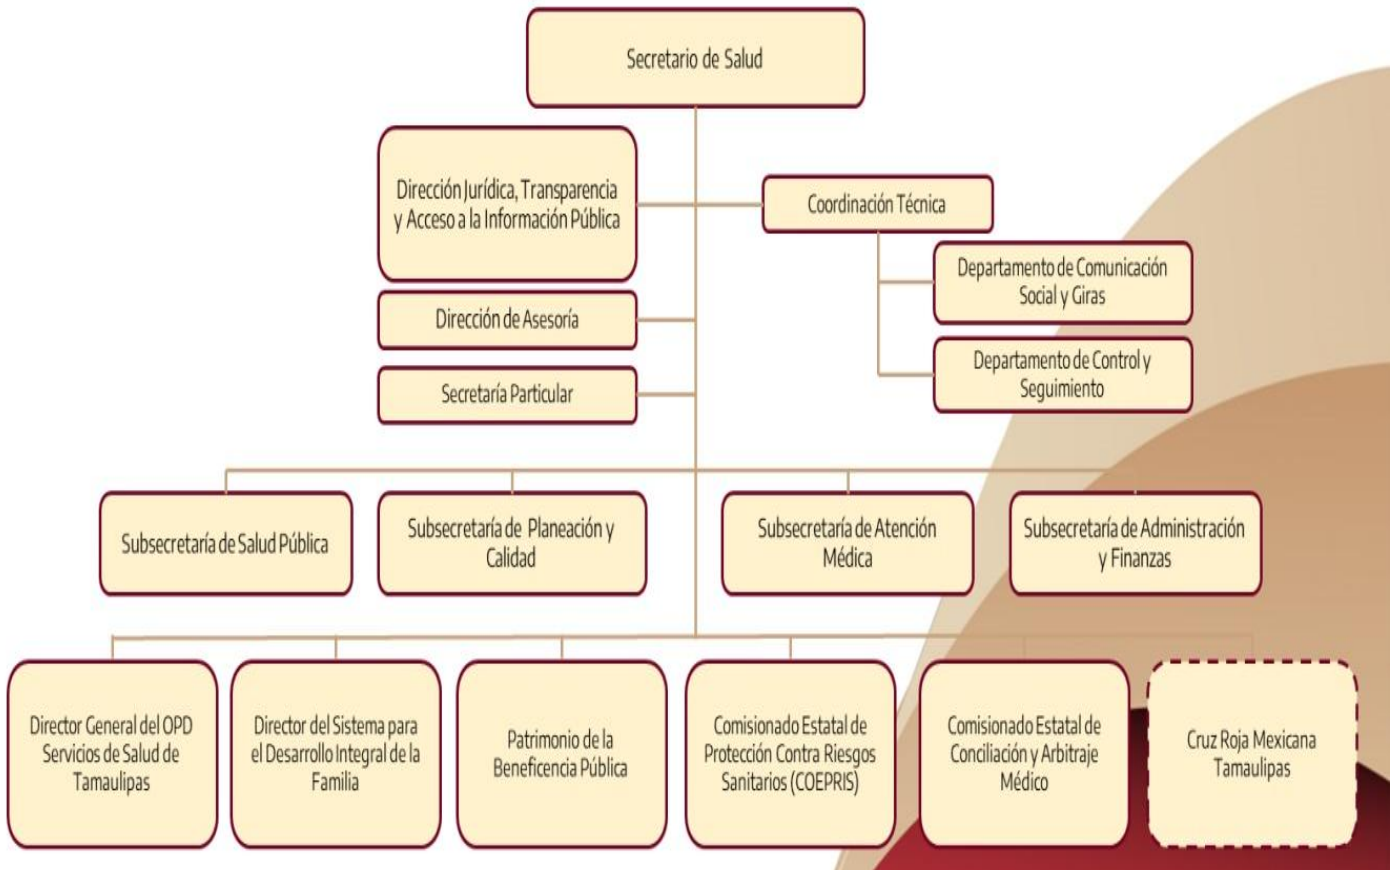 Secretario de Salud
Dirección Jurídica, Transparencia
y Acceso a la Información Pública
Coordinación Técnica
Departamento de Comunicación
Social y Giras
Dirección de Asesoría
Departamento de Control y
Seguimiento
Secretaría Particular
Subsecretaría de Salud Pública
Subsecretaría de Planeación y
Calidad
Subsecretaría de Atención
Médica
Subsecretaría de Administración
y Finanzas
Director General del OPD
Servicios de Salud de
Tamaulipas
Director del Sistema para
el Desarrollo Integral de la
Familia
Patrimonio de la
Beneficencia Pública
Comisionado Estatal de
Protección Contra Riesgos
Sanitarios (COEPRIS)
Comisionado Estatal de
Conciliación y Arbitraje
Médico
Cruz Roja Mexicana
Tamaulipas